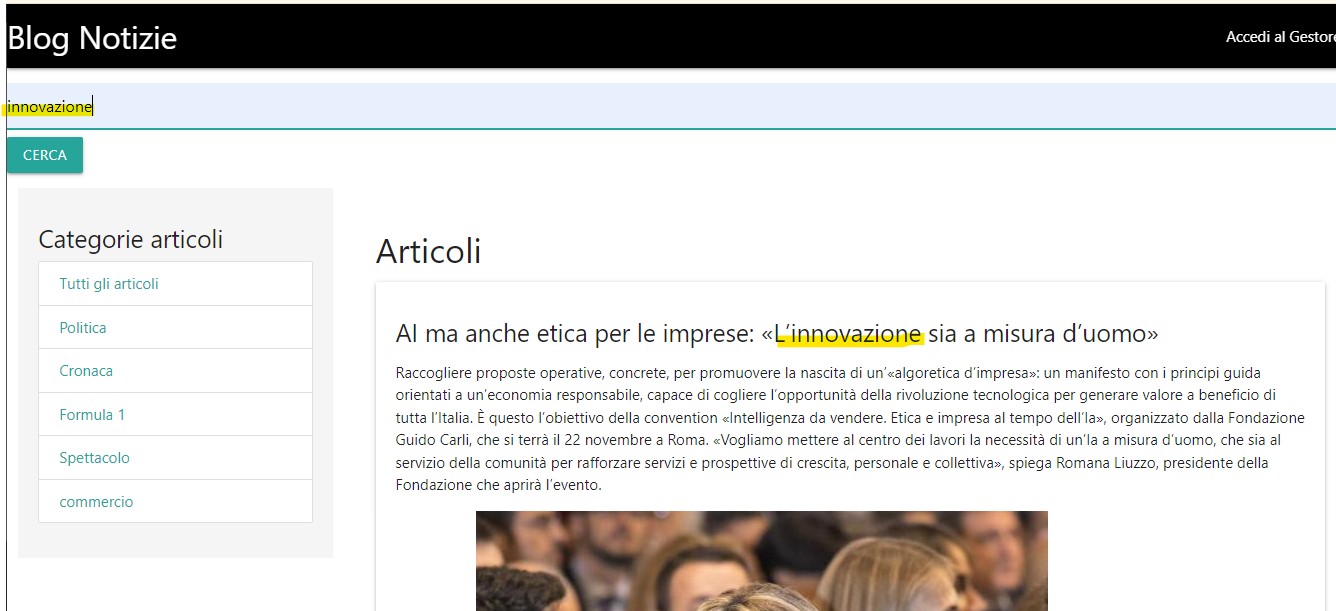 Blog Notizie
Accedi al Gestore
innovazione
CERCA
Categorie articoli
Tutti gli articoli
Politica
Cronaca
Formula 1
Spettacolo
commercio
Articoli
AI ma anche etica per le imprese: «L’innovazione sia a misura d’uomo»
Raccogliere proposte operative, concrete, per promuovere la nascita di un’«algoretica d’impresa»: un manifesto con i principi guida
orientati a un’economia responsabile, capace di cogliere l’opportunità della rivoluzione tecnologica per generare valore a beneficio di
tutta l’Italia. È questo l’obiettivo della convention «Intelligenza da vendere. Etica e impresa al tempo dell’Ia», organizzato dalla Fondazione
Guido Carli, che si terrà il 22 novembre a Roma. «Vogliamo mettere al centro dei lavori la necessità di un’Ia a misura d’uomo, che sia al
servizio della comunità per rafforzare servizi e prospettive di crescita, personale e collettiva», spiega Romana Liuzzo, presidente della
Fondazione che aprirà l’evento.